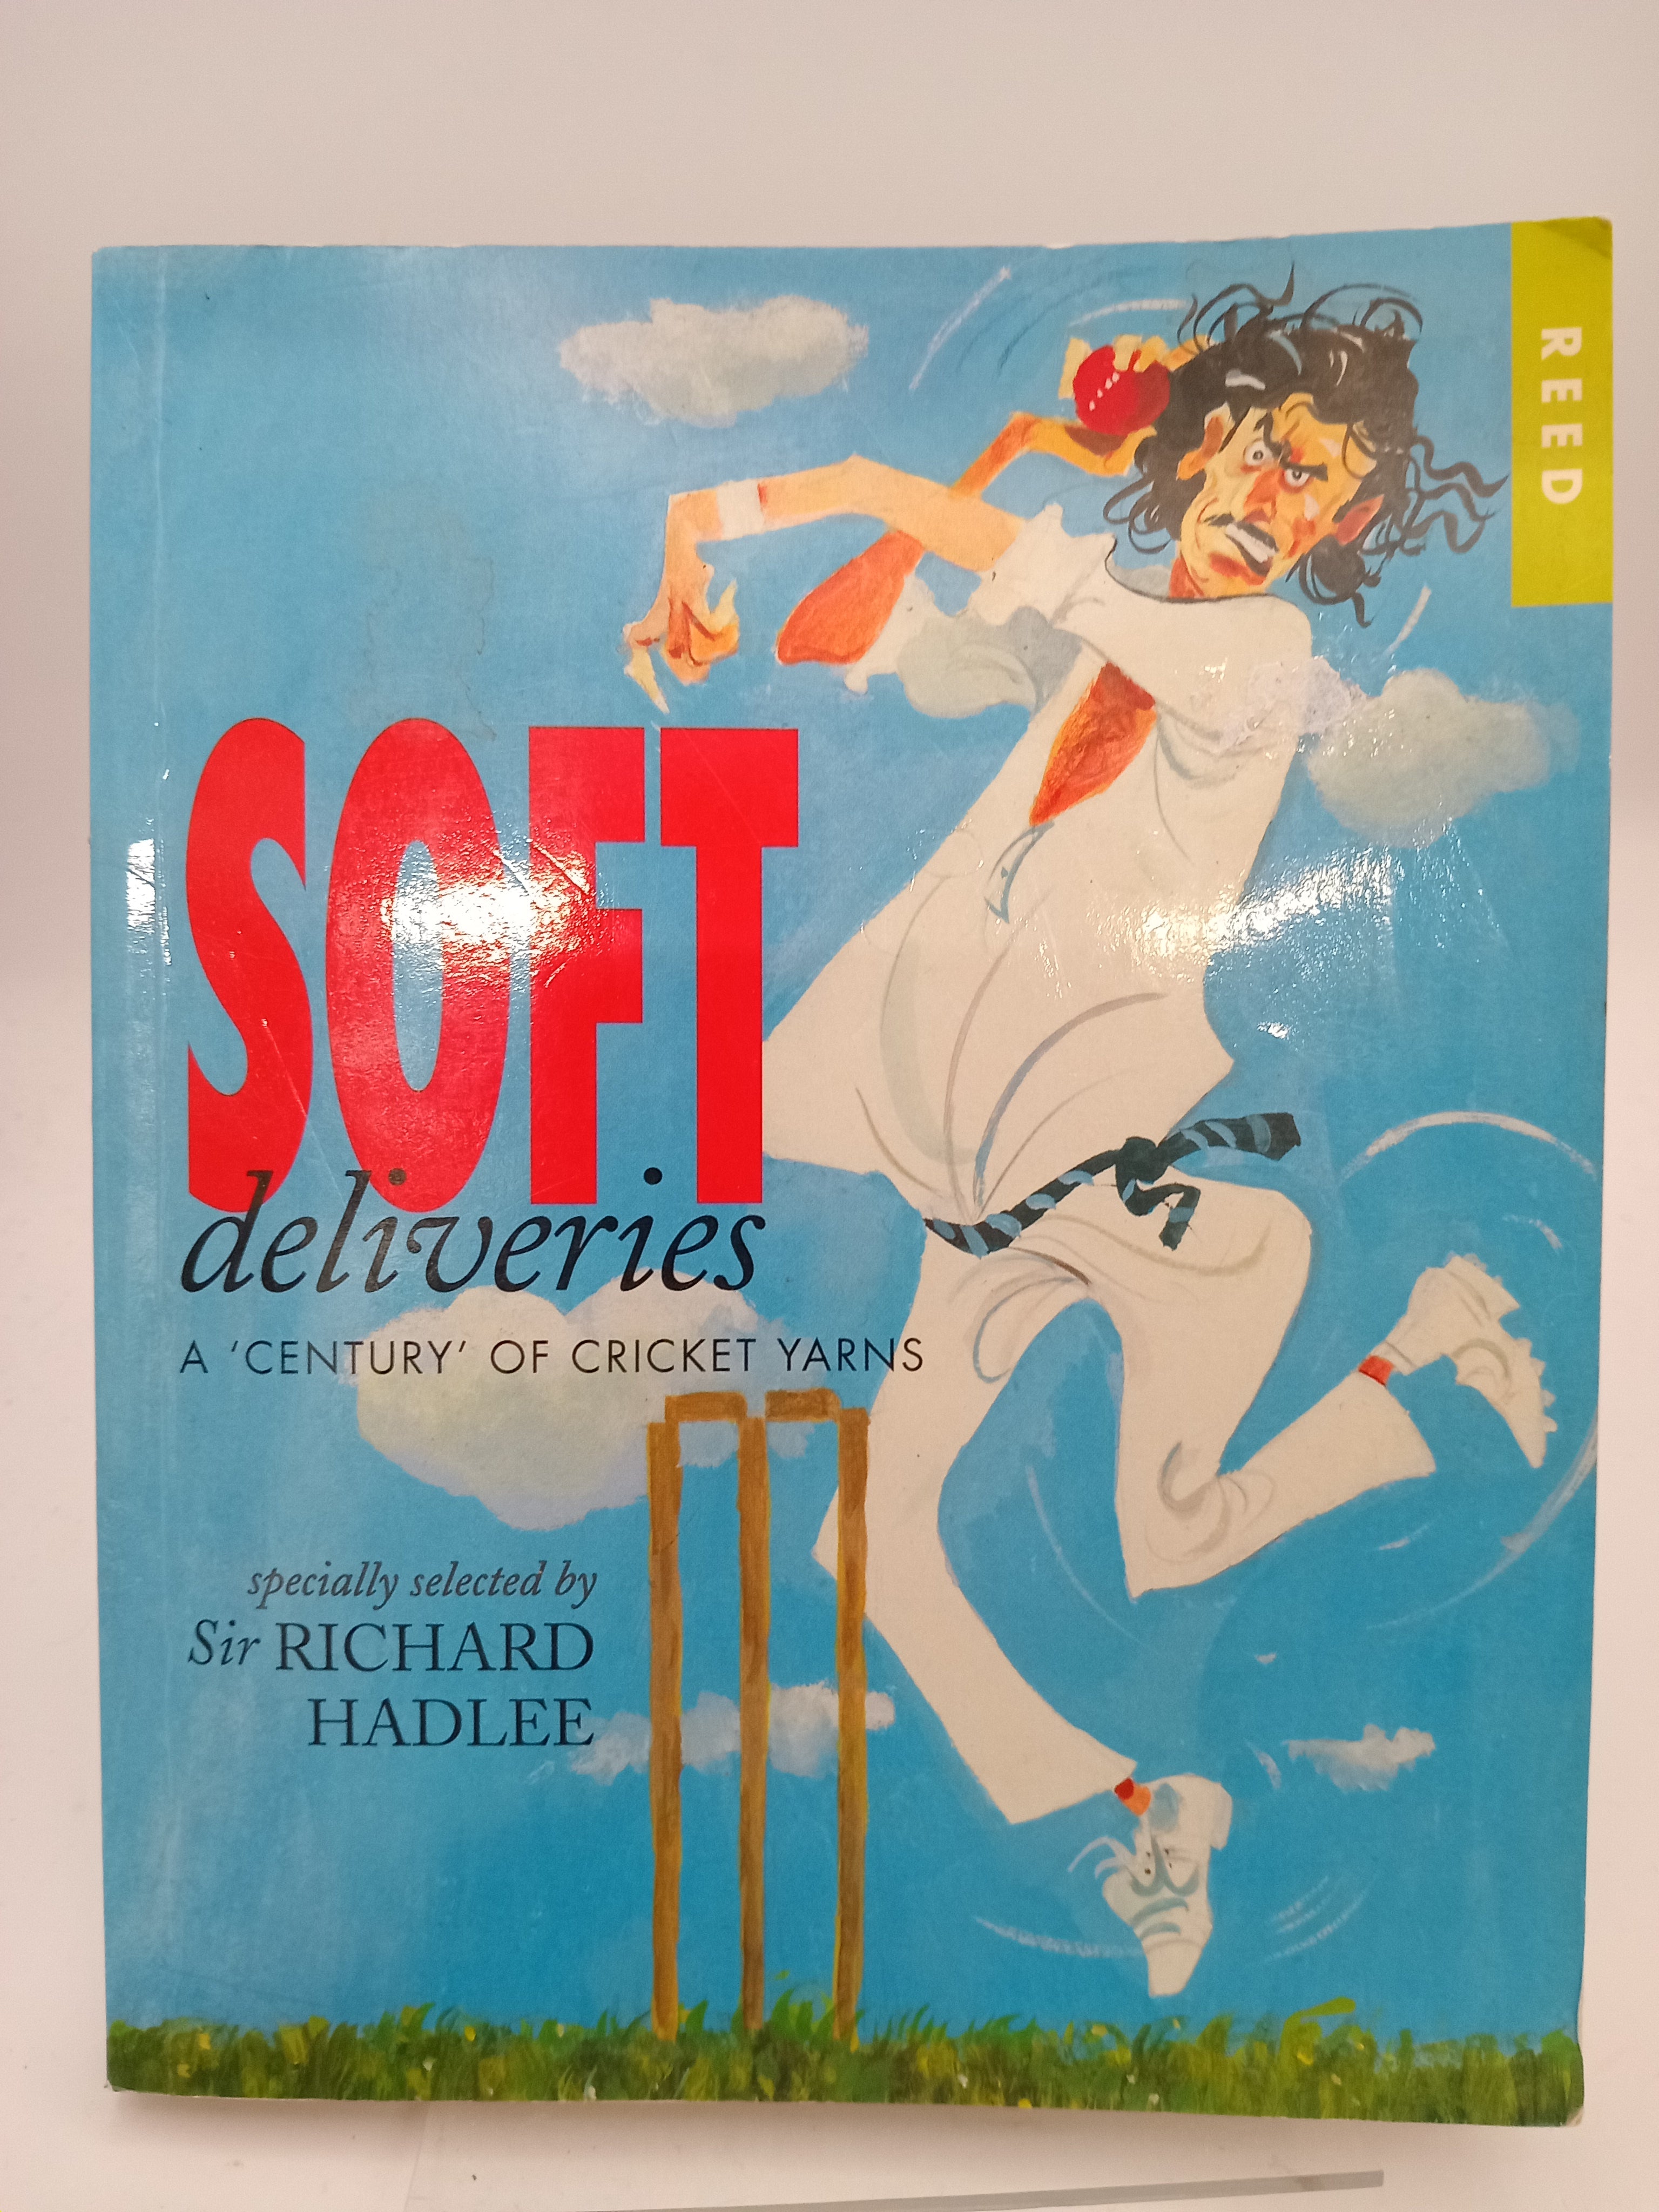 REED
SOFT
deliveries
A ‘CENTURY’ OF CRICKET YARNS
specially selected by
Sir RICHARD
HADLEE